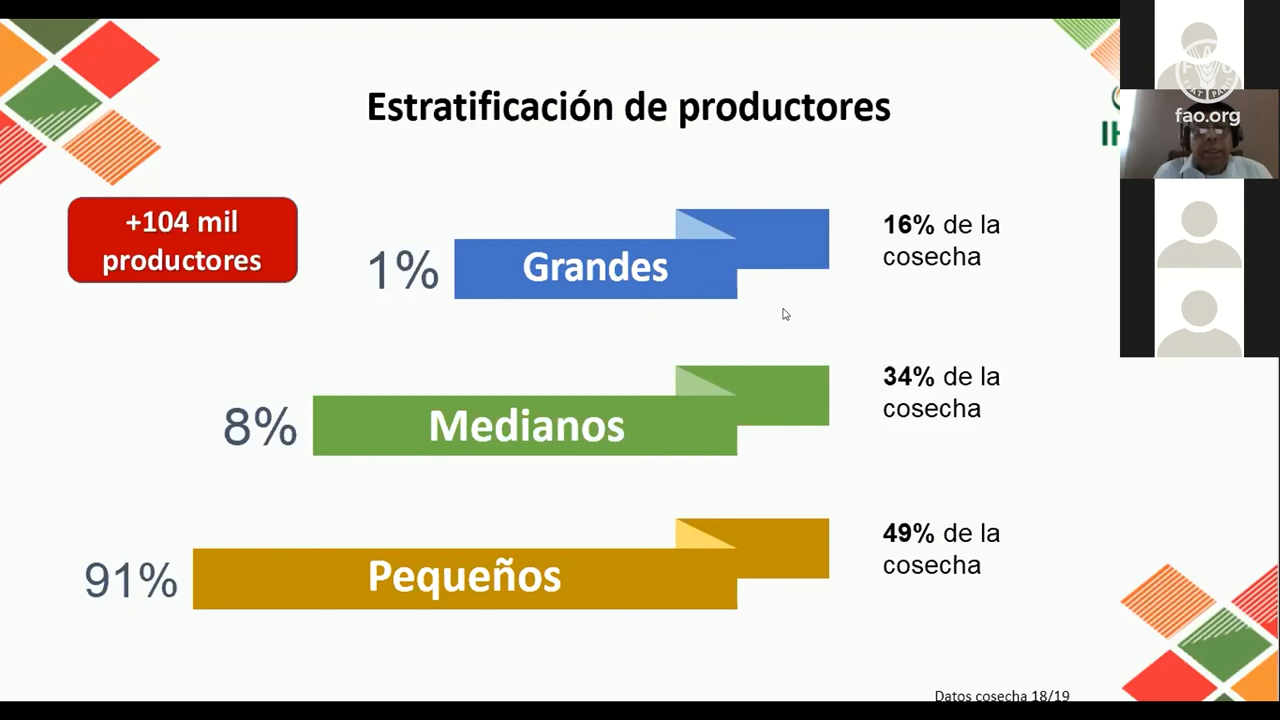 Estratificación de productores
fao.org
+104 mil
productores
1%
Grandes
16% de la
cosecha
8%
Medianos
34% de la
cosecha
91%
Pequeños
49% de la
cosecha
Datos cosecha 18/19